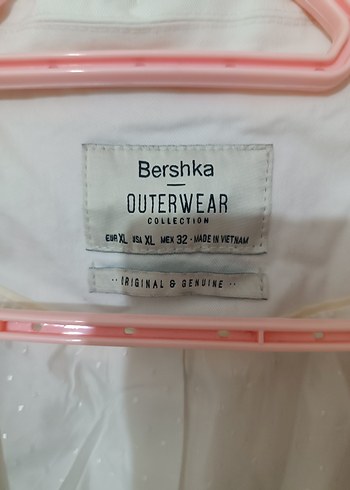 Bershka
OUTERWEAR
COLLECTION
EUR XL USA XL MEX 32 - MADE IN VIETNAM
·· ORIGINAL & GENUINE ··